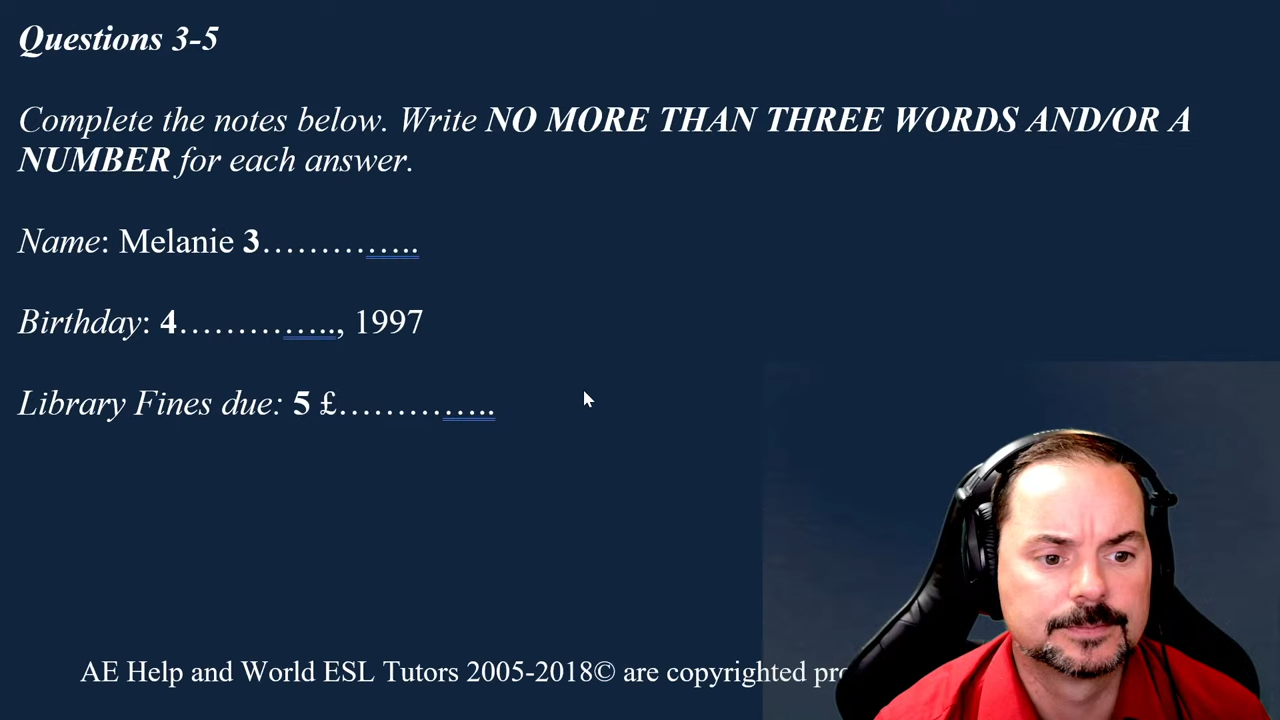 Questions 3-5
Complete the notes below. Write NO MORE THAN THREE WORDS AND/OR A
NUMBER for each answer.
Name: Melanie 3…………..
Birthday: 4………….., 1997
Library Fines due: 5 £…………..
AE Help and World ESL Tutors 2005-2018© are copyrighted